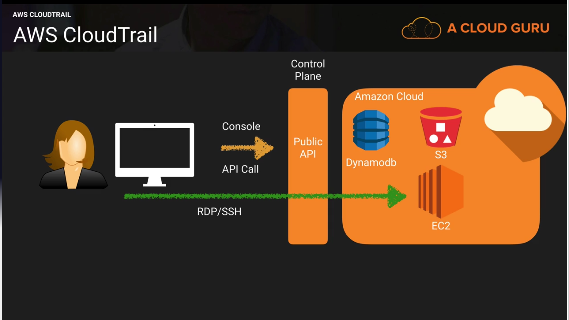 AWS CLOUDTRAIL
AWS CloudTrail
A CLOUD GURU
Control
Plane
Amazon Cloud
Console
Public
API
API Call
Dynamodb
S3
RDP/SSH
EC2